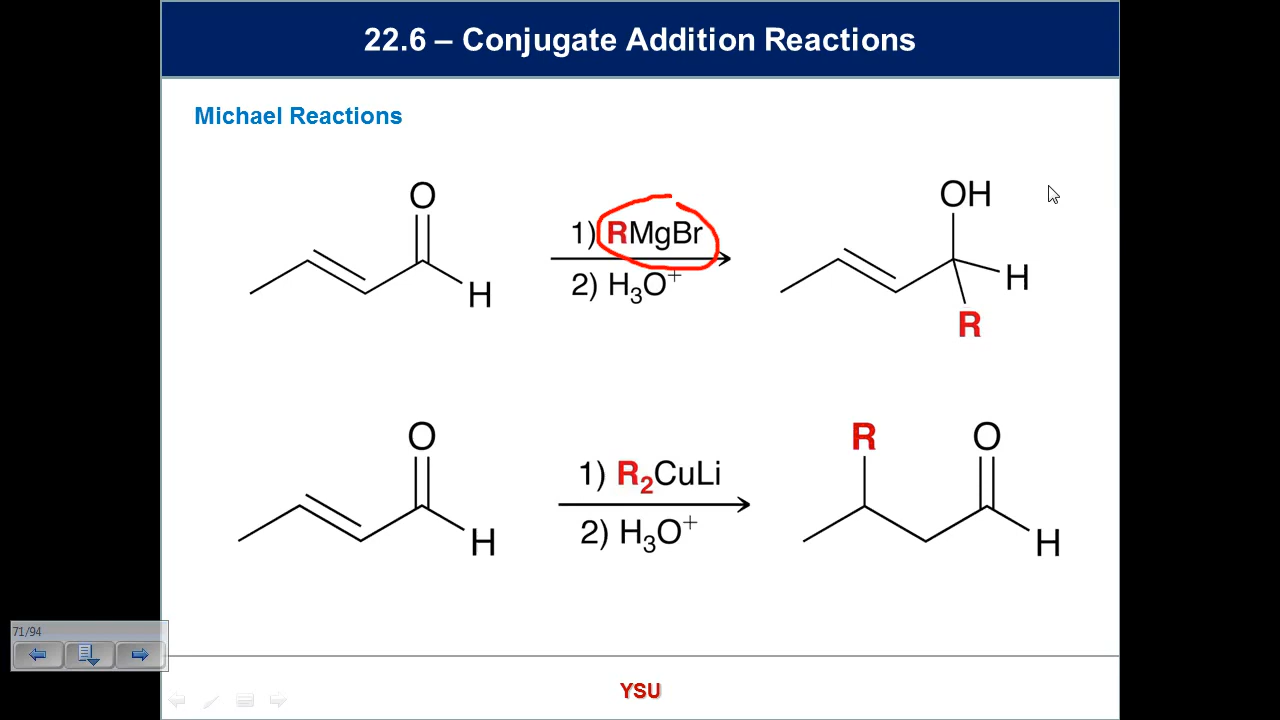 22.6 – Conjugate Addition Reactions
Michael Reactions
O
H
1) RMgBr
2) H₃O⁺
OH
H
R
O
H
1) R₂CuLi
2) H₃O⁺
R
O
H
71/94
YSU